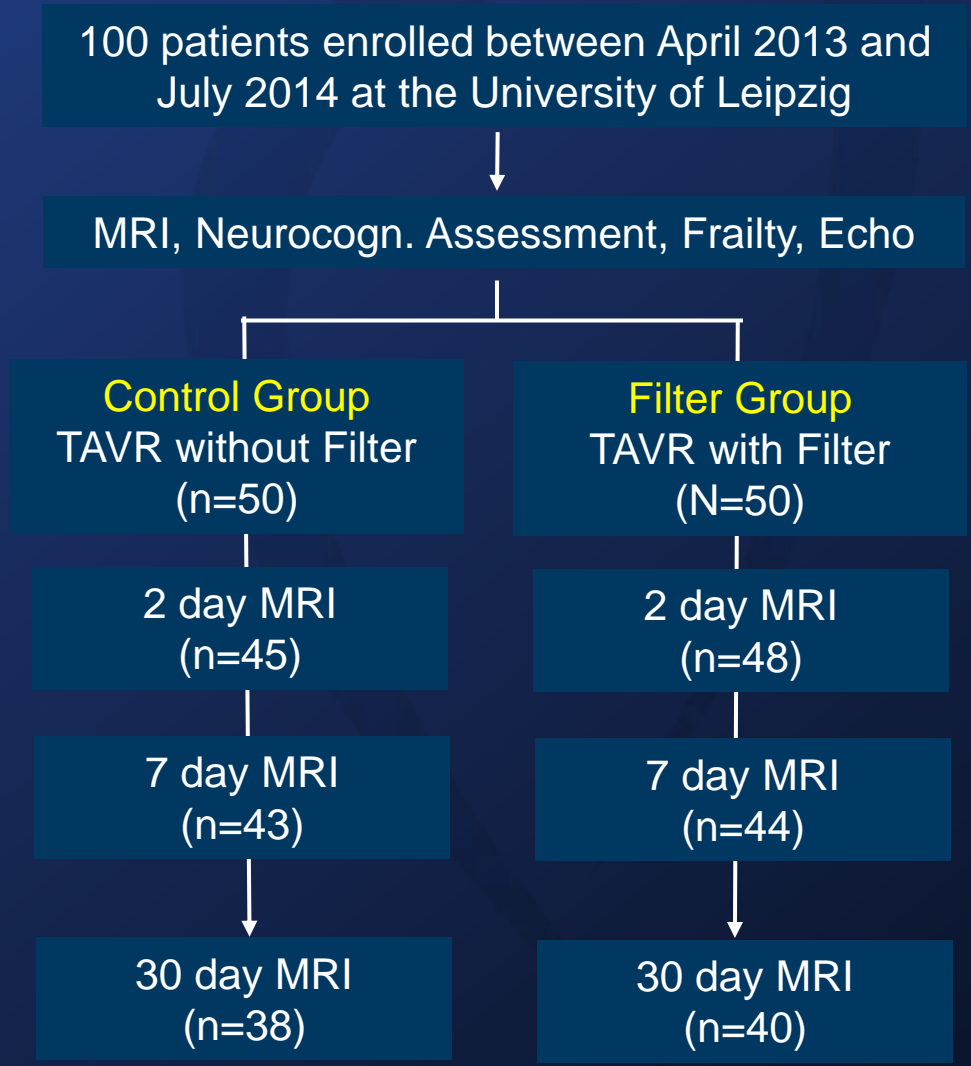 100 patients enrolled between April 2013 and
July 2014 at the University of Leipzig
MRI, Neurocogn. Assessment, Frailty, Echo
Control Group
TAVR without Filter
(n=50)
Filter Group
TAVR with Filter
(N=50)
2 day MRI
(n=45)
2 day MRI
(n=48)
7 day MRI
(n=43)
7 day MRI
(n=44)
30 day MRI
(n=38)
30 day MRI
(n=40)